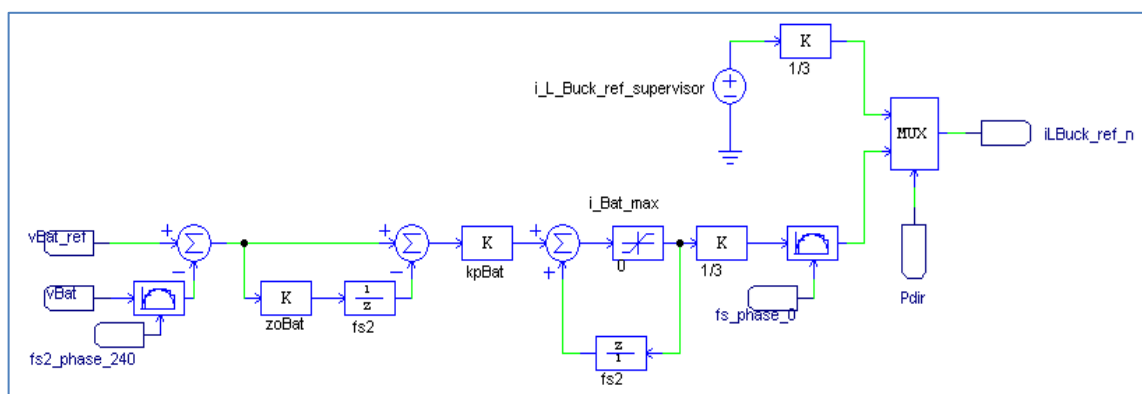 K
1/3
i_L_Buck_ref_supervisor
MUX
iLBuck_ref_n
i_Bat_max
vBat_ref
Σ
Σ
K
kpBat
Σ
0
K
1/3
vBat
K
zoBat
1
z
fs2
fs_phase_0
Pdir
fs2_phase_240
z
1
fs2